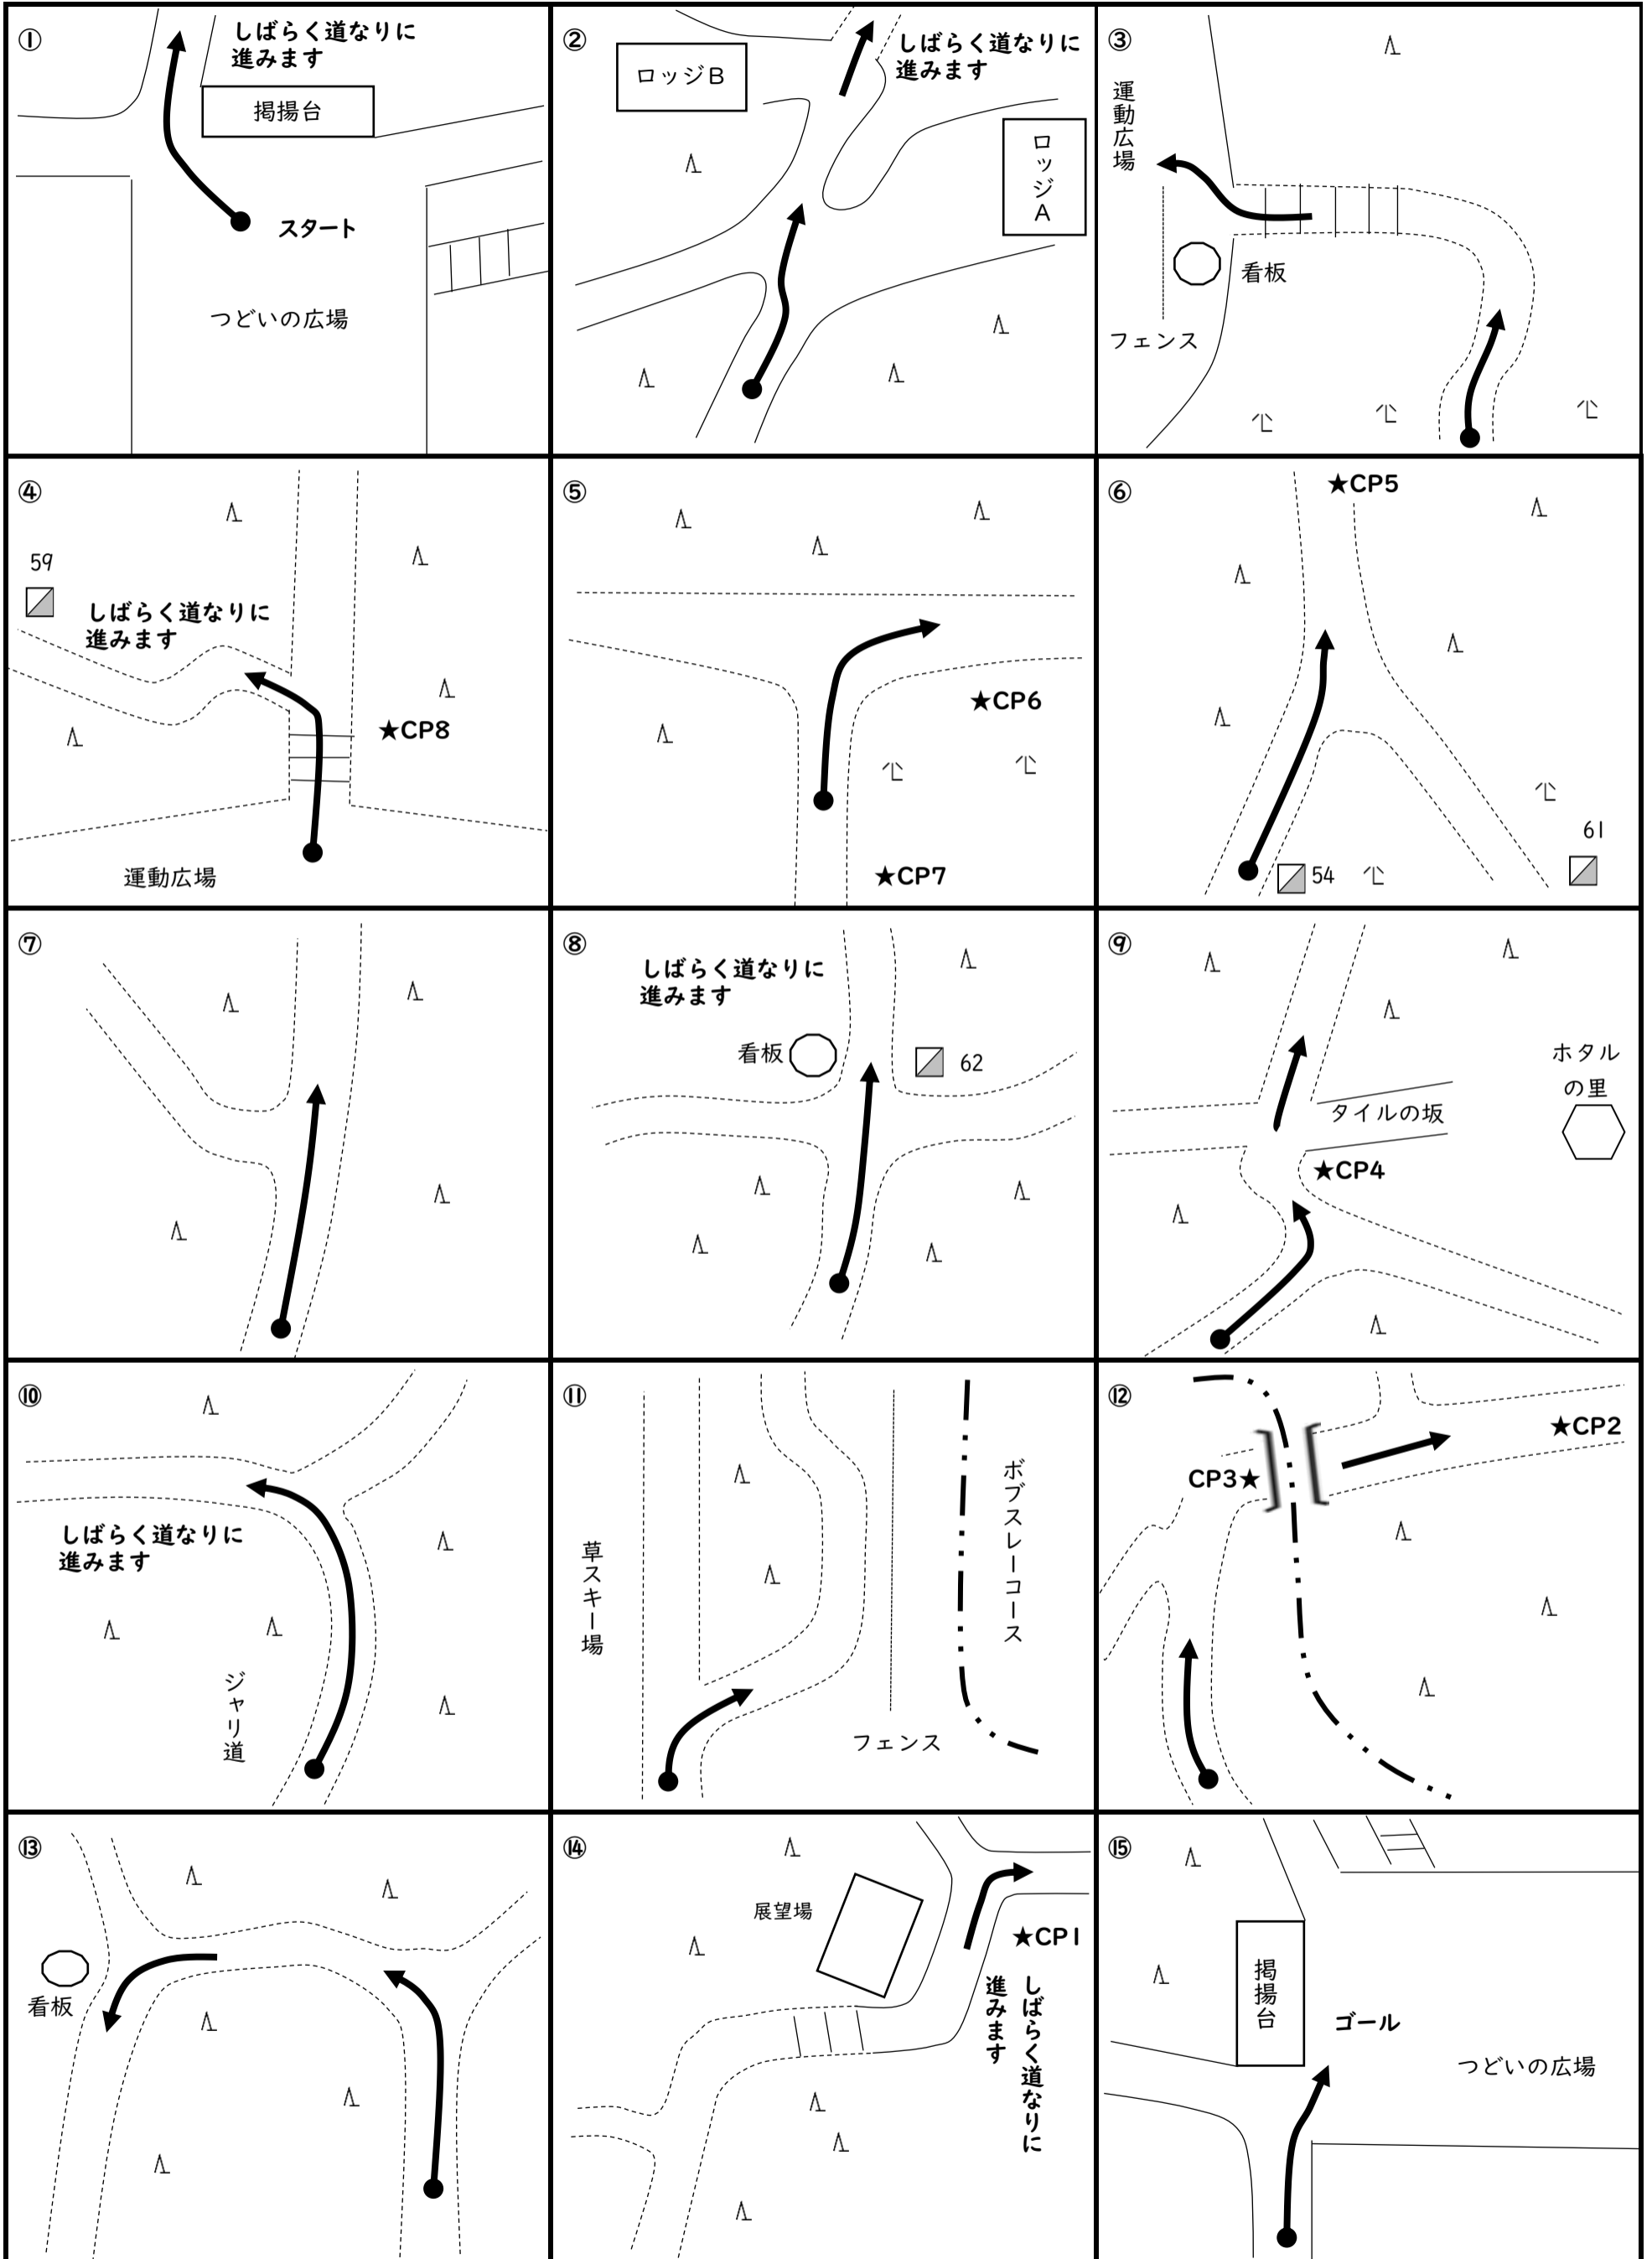 ①
しばらく道なりに
進みます
掲揚台
スタート
つどいの広場
②
ロッジB
しばらく道なりに
進みます
ロッジA
③
運動広場
看板
フェンス
④
59
しばらく道なりに
進みます
★CP8
運動広場
⑤
★CP6
★CP7
⑥
★CP5
61
54
⑦
⑧
しばらく道なりに
進みます
看板
62
⑨
ホタル
の里
タイルの坂
★CP4
⑩
しばらく道なりに
進みます
ジャリ道
⑪
草スキー場
ボブスレーコース
フェンス
⑫
★CP2
CP3★
⑬
看板
⑭
展望場
★CP1
しばらく道なりに
進みます
⑮
掲揚台
ゴール
つどいの広場